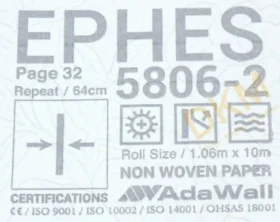 EPHES
Page 32
Repeat / 64cm
5806-2
Roll Size / 1.06m x 10m
NON WOVEN PAPER
CERTIFICATIONS
AdaWall
CE / ISO 9001 / ISO 10002 / ISO 14001 / OHSAS 18001